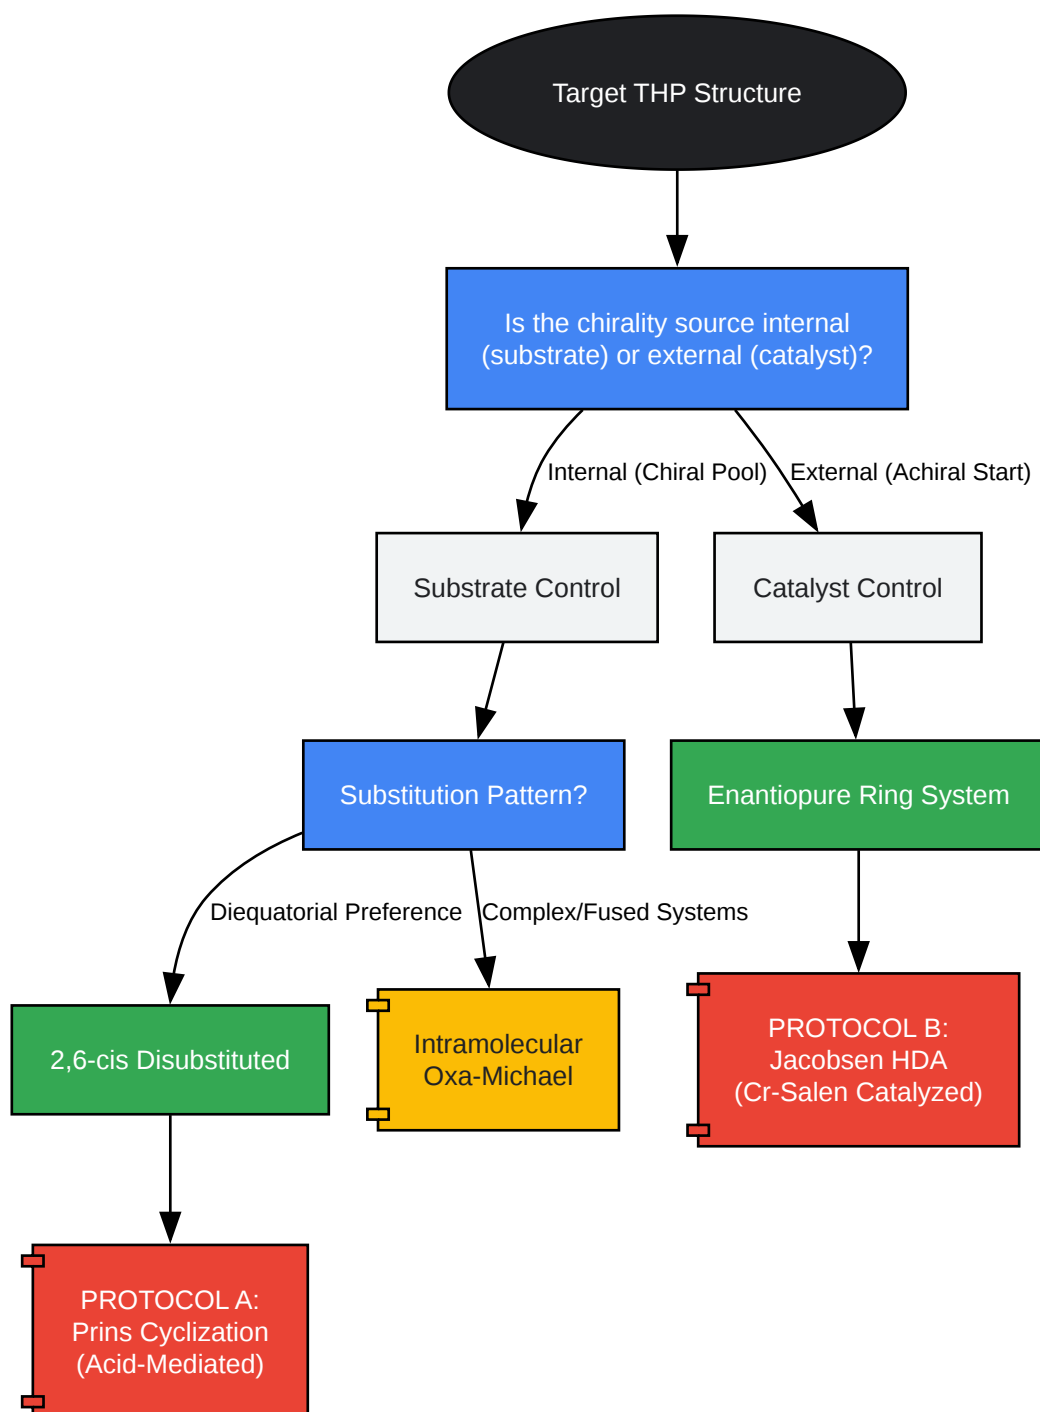 Target THP Structure
Is the chirality source internal
(substrate) or external (catalyst)?
Internal (Chiral Pool)
External (Achiral Start)
Substrate Control
Catalyst Control
Substitution Pattern?
Enantiopure Ring System
Diequatorial Preference
Complex/Fused Systems
2,6-cis Disubstituted
Intramolecular
Oxa-Michael
PROTOCOL B:
Jacobsen HDA
(Cr-Salen Catalyzed)
PROTOCOL A:
Prins Cyclization
(Acid-Mediated)